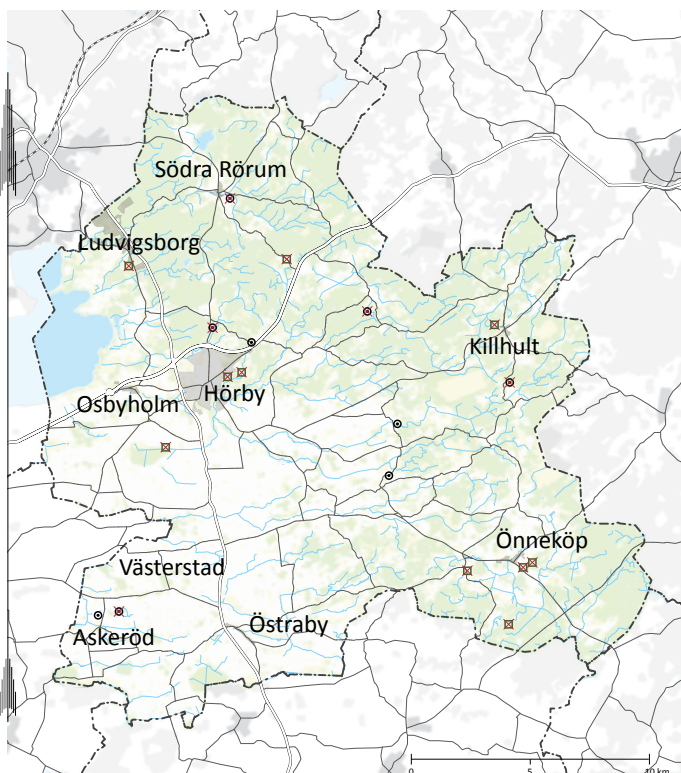 Södra Rörum
Ludvigsborg
Killhult
Hörby
Osbyholm
Önneköp
Västerstad
Östraby
Askeröd
0 5 10 km